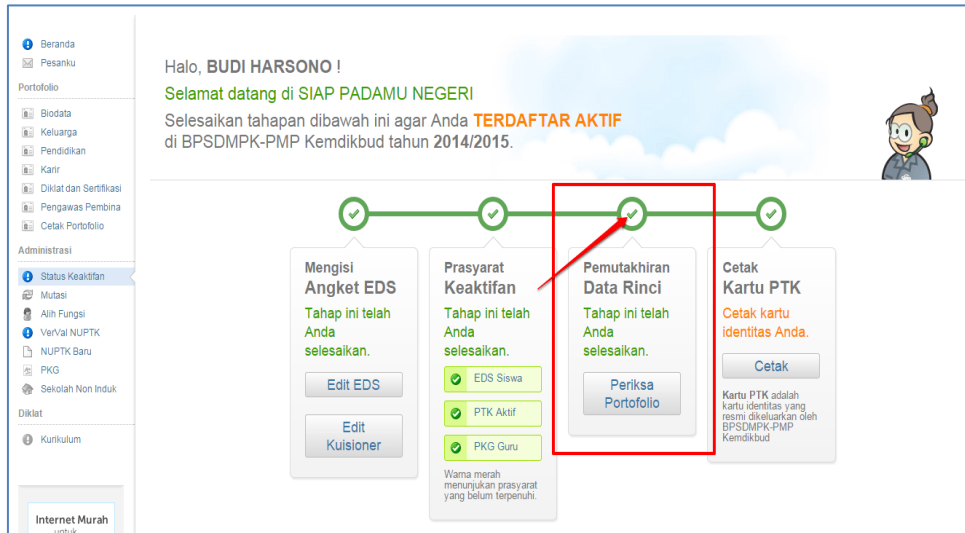 Beranda
Pesanku
Portofolio
Biodata
Keluarga
Pendidikan
Karir
Diklat dan Sertifikasi
Pengawas Pembina
Cetak Portofolio
Administrasi
Status Keaktifan
Mutasi
Alih Fungsi
VerVal NUPTK
NUPTK Baru
PKG
Sekolah Non Induk
Diklat
Kurikulum
Internet Murah
untuk
Halo, BUDI HARSONO !
Selamat datang di SIAP PADAMU NEGERI
Selesaikan tahapan dibawah ini agar Anda TERDAFTAR AKTIF
di BPSDMPK-PMP Kemdikbud tahun 2014/2015.
Mengisi
Angket EDS
Tahap ini telah
Anda
selesaikan.
Edit EDS
Edit
Kuisioner
Prasyarat
Keaktifan
Tahap ini telah
Anda
selesaikan.
EDS Siswa
PTK Aktif
PKG Guru
Warna merah
menunjukan prasyarat
yang belum terpenuhi.
Pemutakhiran
Data Rinci
Tahap ini telah
Anda
selesaikan.
Periksa
Portofolio
Cetak
Kartu PTK
Cetak kartu
identitas Anda.
Cetak
Kartu PTK adalah
kartu identitas yang
resmi dikeluarkan oleh
BPSDMPK-PMP
Kemdikbud